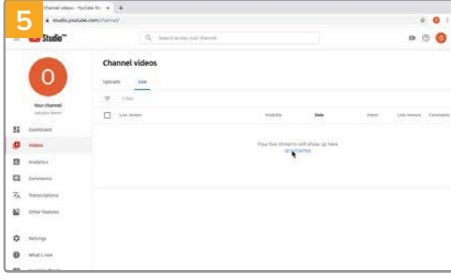 5
Channel videos - YouTube St
studio.youtube.com/channel/
Studio
Search across your channel
O
O
Channel videos
Uploads Live
Your channel
Filter
Live stream Visibility Date Views Comments
Dashboard
Videos
Your live streams will show up here
GET STARTED
Analytics
Comments
Transcriptions
Other features
Settings
What's new